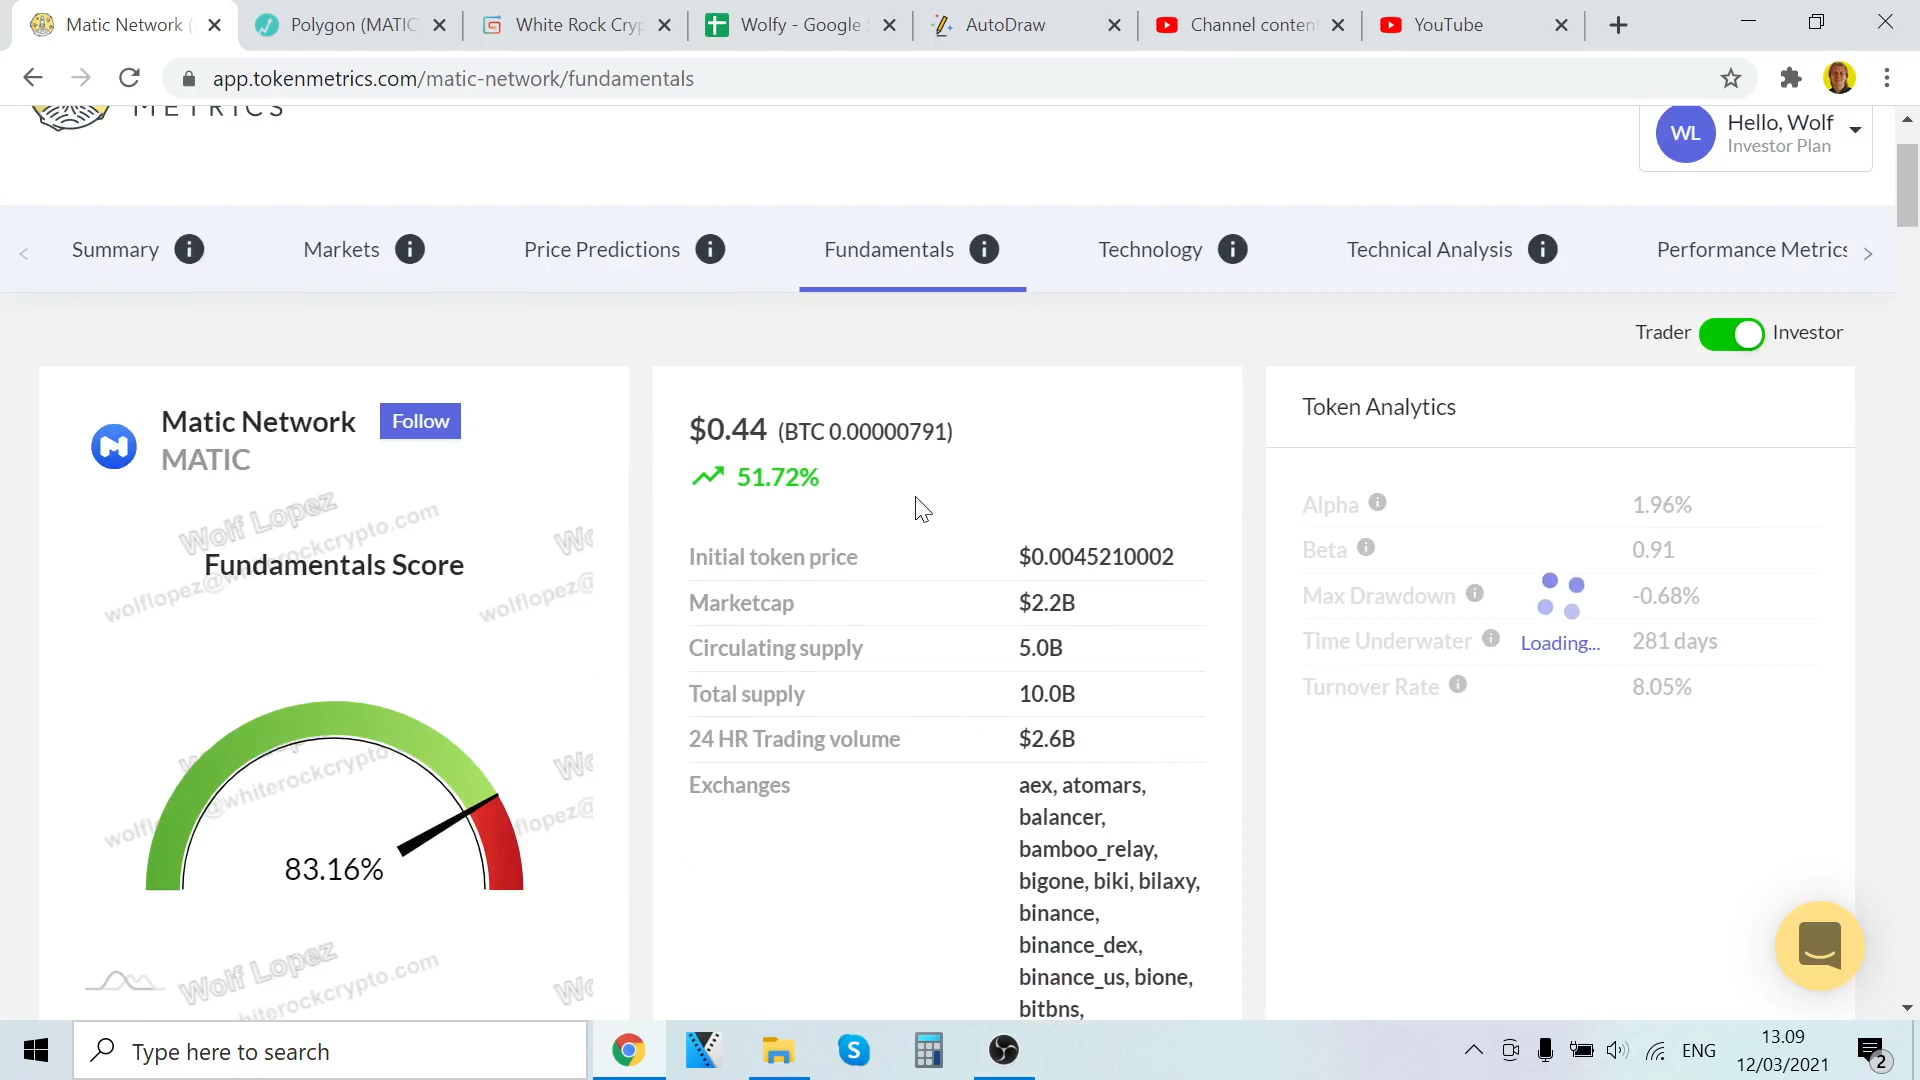 Matic Network (
Polygon (MATIC
White Rock Cryp
Wolfy - Google S
AutoDraw
Channel content
YouTube
app.tokenmetrics.com/matic-network/fundamentals
METRICS
WL
Hello, Wolf
Investor Plan
Summary
Markets
Price Predictions
Fundamentals
Technology
Technical Analysis
Performance Metrics
Trader
Investor
Matic Network
Follow
MATIC
Wolf Lopez
wolflopez@whiterockcrypto.com
Fundamentals Score
83.16%
$0.44 (BTC 0.00000791)
51.72%
Initial token price $0.0045210002
Marketcap $2.2B
Circulating supply 5.0B
Total supply 10.0B
24 HR Trading volume $2.6B
Exchanges aex, atomars,
balancer,
bamboo_relay,
bigone, biki, bilaxy,
binance,
binance_dex,
binance_us, bione,
bitbns,
Token Analytics
Alpha 1.96%
Beta 0.91
Max Drawdown -0.68%
Time Underwater 281 days
Loading...
Turnover Rate 8.05%
Wolf Lopez
Type here to search
ENG
13.09
12/03/2021
2